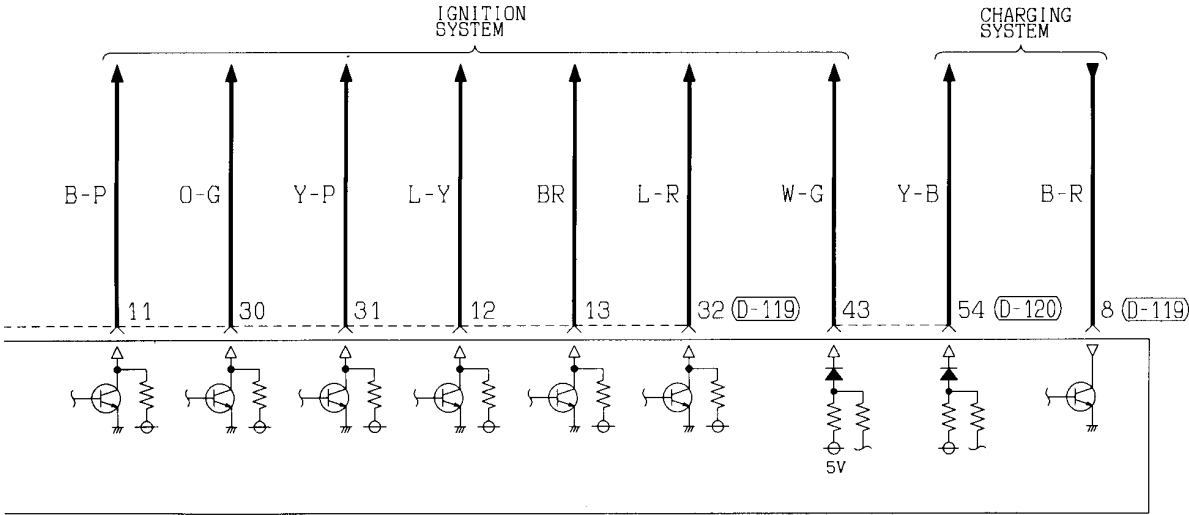 IGNITION
SYSTEM
CHARGING
SYSTEM
B-P
O-G
Y-P
L-Y
BR
L-R
W-G
Y-B
B-R
11
30
31
12
13
32 D-119
43
54 D-120
8 D-119
5V